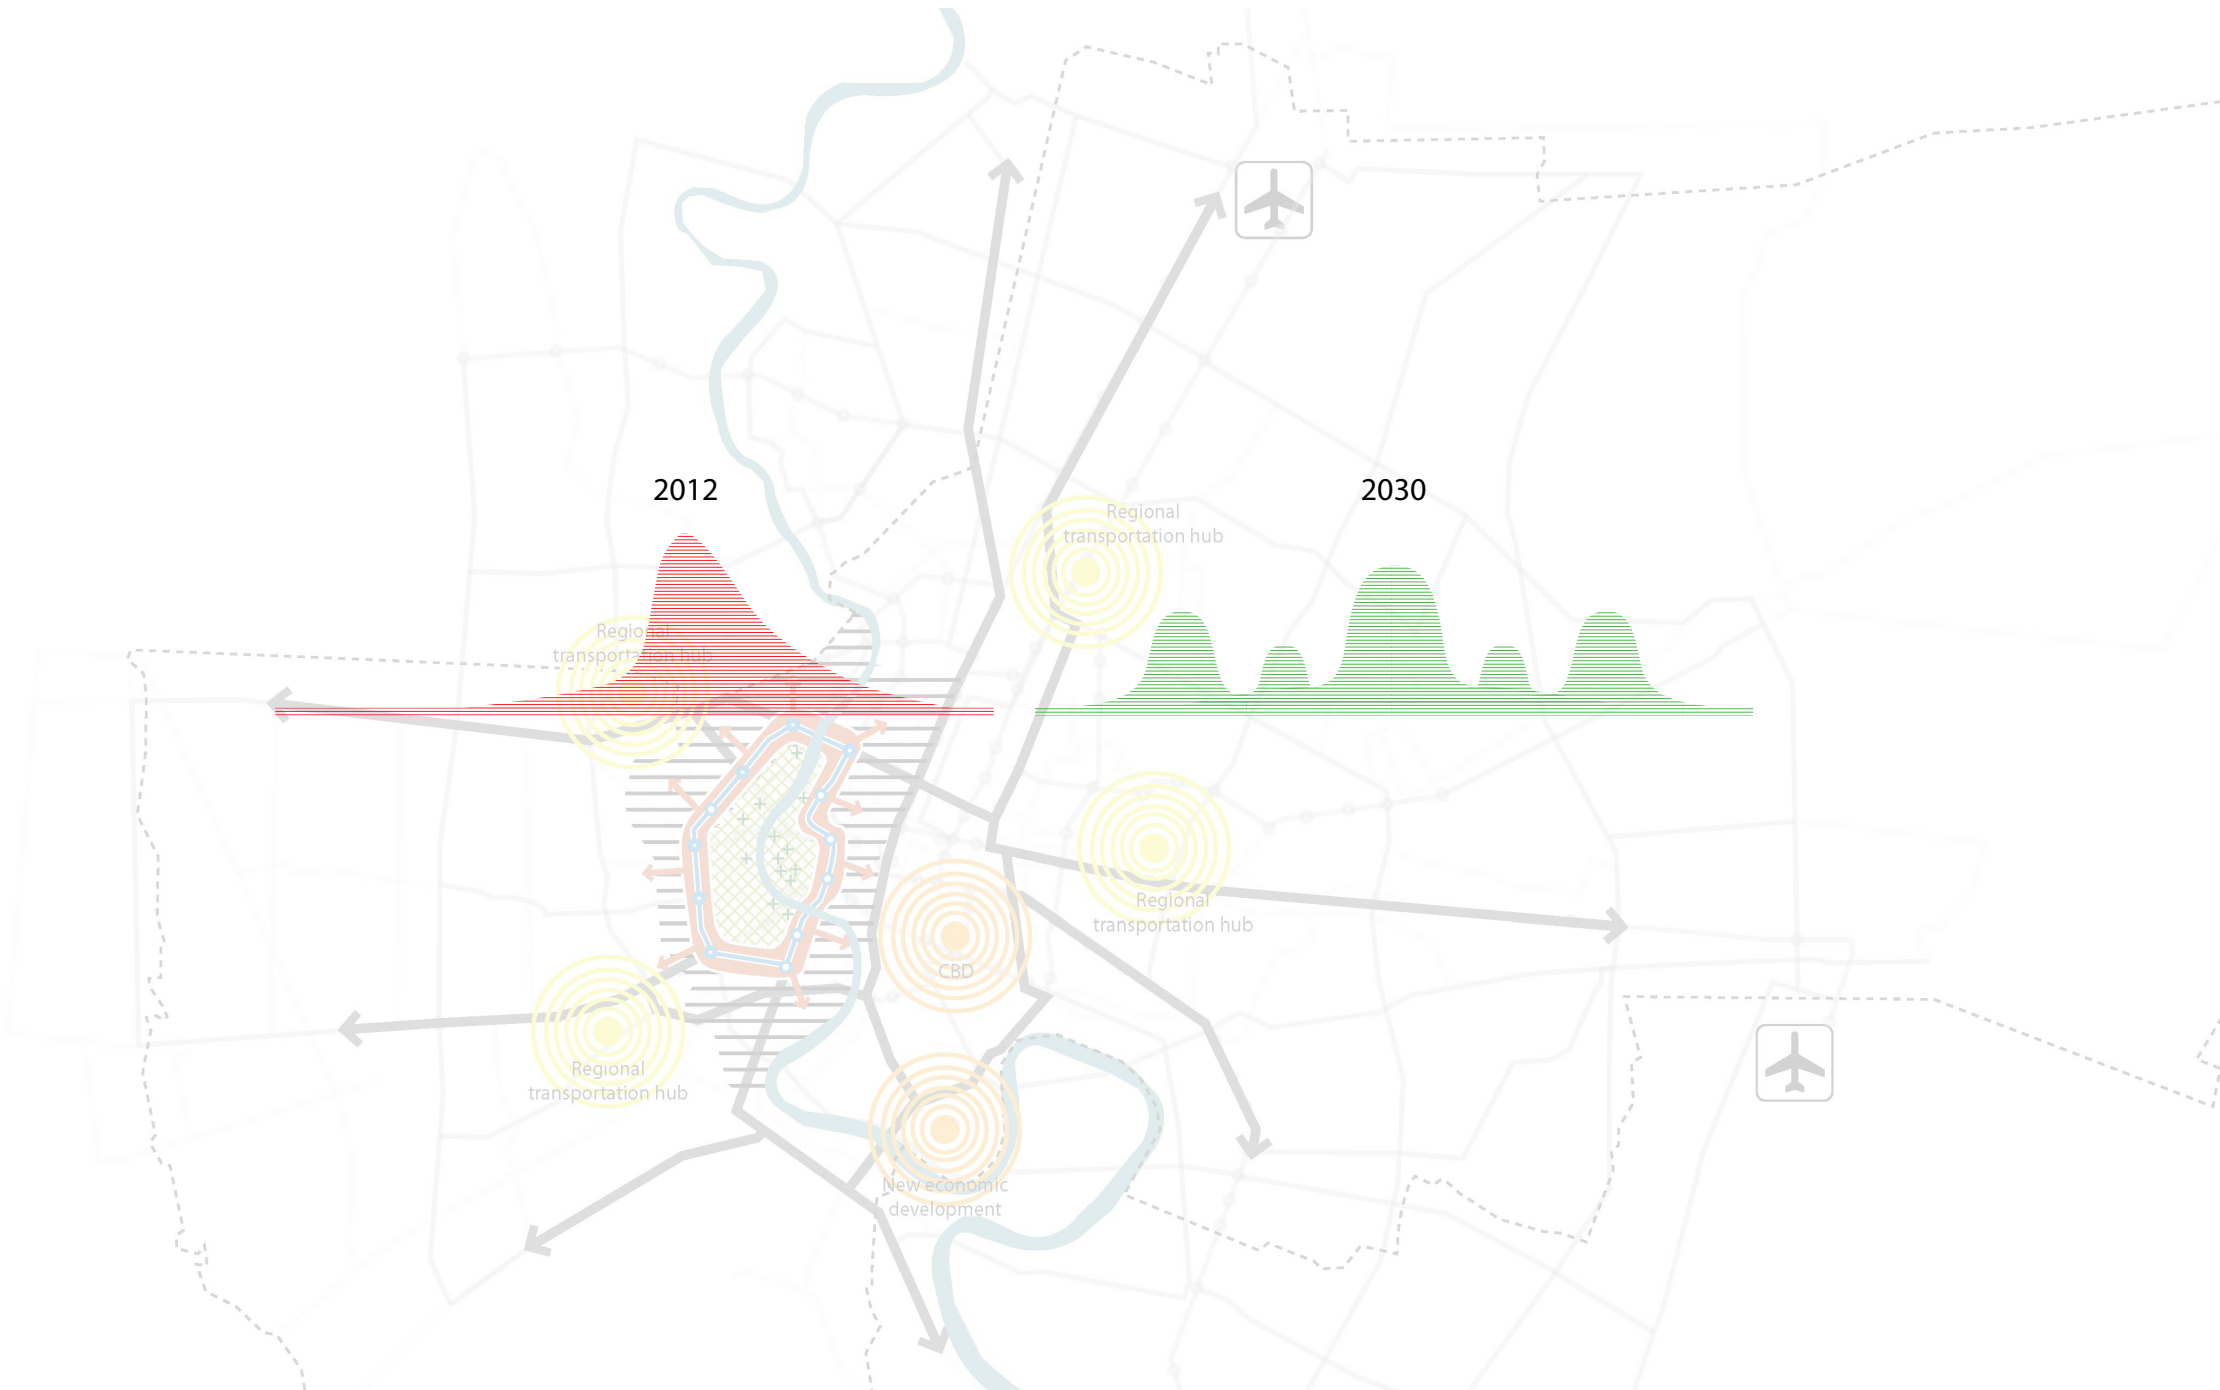 2012
2030
Regional
transportation hub
Regional
transportation hub
Regional
transportation hub
CBD
Regional
transportation hub
New economic
development